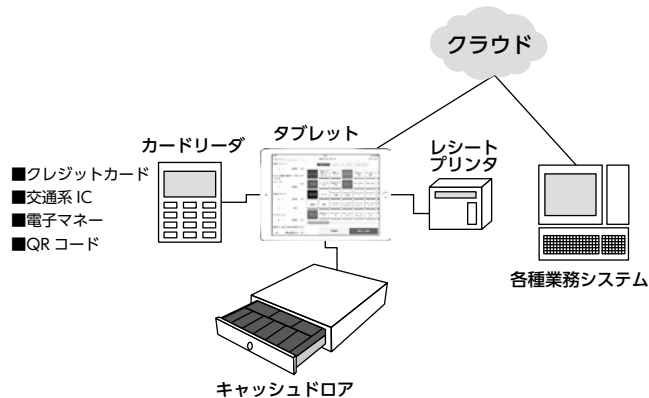 クラウド
カードリーダ
タブレット
レシート
プリンタ
■クレジットカード
■交通系 IC
■電子マネー
■QR コード
各種業務システム
キャッシュドロア